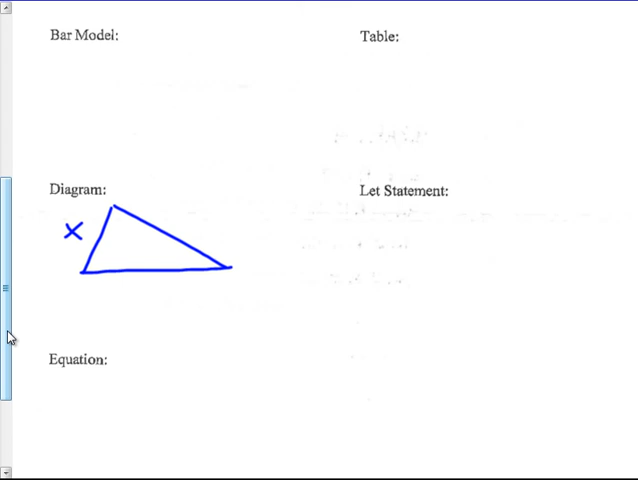 Bar Model:
Table:
Diagram:
Let Statement:
x
Equation: